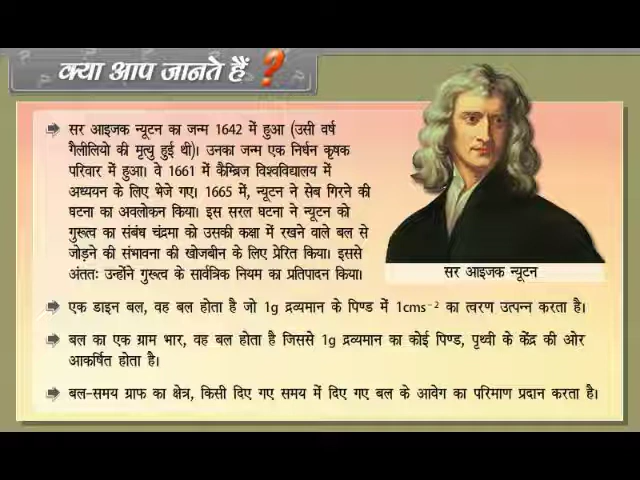 क्या आप जानते हैं ?
सर आइजक न्यूटन का जन्म 1642 में हुआ (उसी वर्ष
गैलीलियो की मृत्यु हुई थी)। उनका जन्म एक निर्धन कृषक
परिवार में हुआ। वे 1661 में कैम्ब्रिज विश्वविद्यालय में
अध्ययन के लिए भेजे गए। 1665 में, न्यूटन ने सेब गिरने की
घटना का अवलोकन किया। इस सरल घटना ने न्यूटन को
गुरूत्व का संबंध चंद्रमा को उसकी कक्षा में रखने वाले बल से
जोड़ने की संभावना की खोजबीन के लिए प्रेरित किया। इससे
अंततः उन्होंने गुरूत्व के सार्वत्रिक नियम का प्रतिपादन किया।
सर आइजक न्यूटन
एक डाइन बल, वह बल होता है जो 1g द्रव्यमान के पिण्ड में 1cms⁻² का त्वरण उत्पन्न करता है।
बल का एक ग्राम भार, वह बल होता है जिससे 1g द्रव्यमान का कोई पिण्ड, पृथ्वी के केंद्र की ओर
आकर्षित होता है।
बल-समय ग्राफ का क्षेत्र, किसी दिए गए समय में दिए गए बल के आवेग का परिमाण प्रदान करता है।